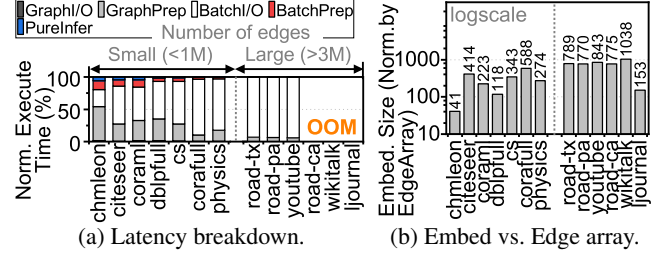 GraphI/O GraphPrep BatchI/O BatchPrep
PureInfer
Number of edges
Small (<1M) Large (>3M)
Norm. Execute
Time (%)
100
50
0
OOM
chmleon
citeseer
coraml
dblpfull
cs
corafull
physics
road-tx
road-pa
youtube
road-ca
wikitalk
ljournal
(a) Latency breakdown.
Embed. Size (Norm.by
EdgeArray)
logscale
1000
100
10
41
414
223
118
343
588
274
789
770
843
775
1038
153
chmleon
citeseer
coraml
dblpfull
cs
corafull
physics
road-tx
road-pa
youtube
road-ca
wikitalk
ljournal
(b) Embed vs. Edge array.